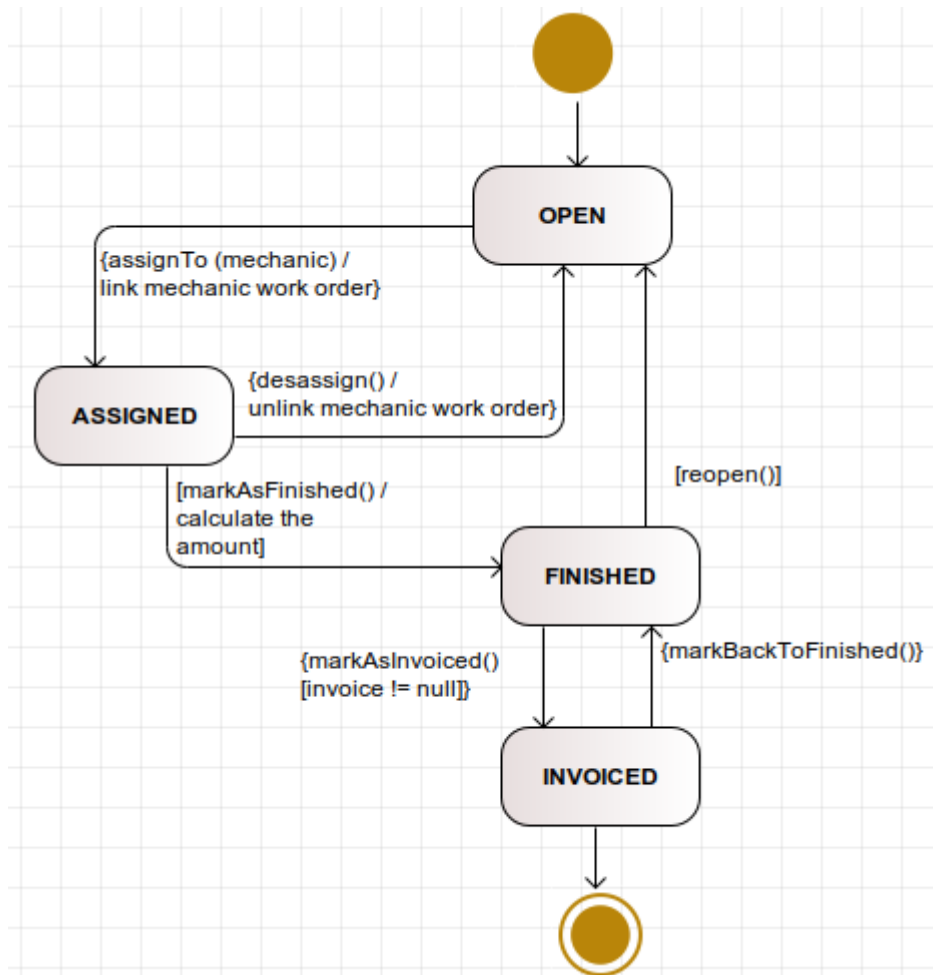 OPEN
{assignTo (mechanic) /
link mechanic work order}
{desassign() /
unlink mechanic work order}
ASSIGNED
[reopen()]
[markAsFinished() /
calculate the
amount]
FINISHED
{markAsInvoiced()
[invoice != null]}
{markBackToFinished()}
INVOICED